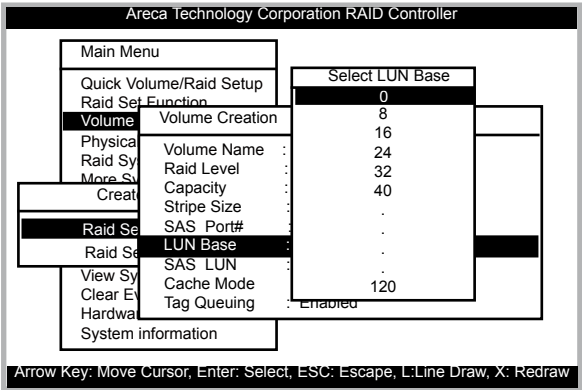 Areca Technology Corporation RAID Controller
Main Menu
Quick Volume/Raid Setup
Raid Set Function
Volume
Physica
Raid Sy
More Sy
Creat
Raid Se
Raid Se
View Sy
Clear Ev
Hardwa
System information
Volume Creation
Volume Name :
Raid Level :
Capacity :
Stripe Size :
SAS Port# :
LUN Base :
SAS LUN :
Cache Mode :
Tag Queuing : Enabled
Select LUN Base
0
8
16
24
32
40
.
.
.
.
120
Arrow Key: Move Cursor, Enter: Select, ESC: Escape, L:Line Draw, X: Redraw